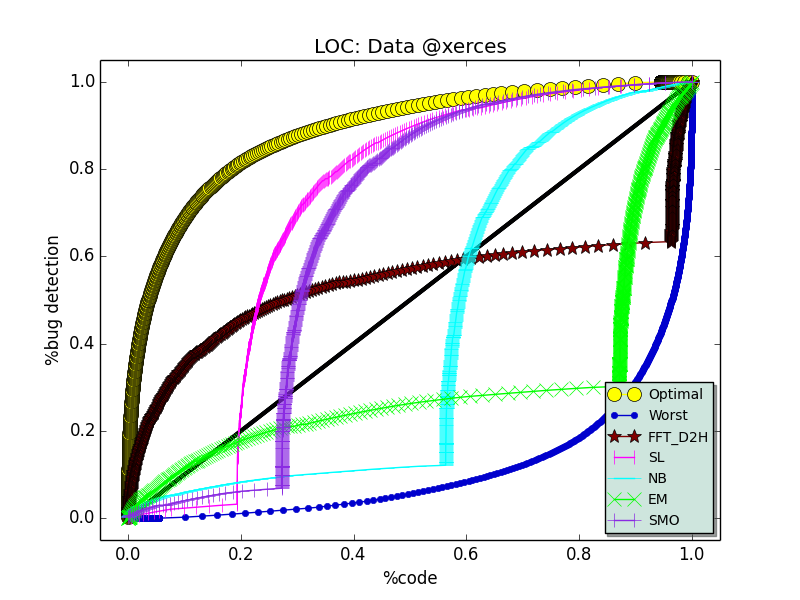 LOC: Data @xerces
%bug detection
1.0
0.8
0.6
0.4
0.2
0.0
0.0 0.2 0.4 0.6 0.8 1.0
%code
Optimal
Worst
FFT_D2H
SL
NB
EM
SMO